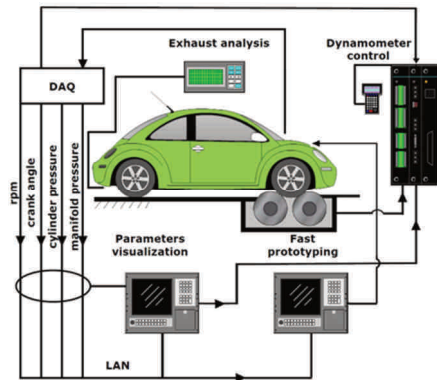 Exhaust analysis
Dynamometer
control
DAQ
rpm
crank angle
cylinder pressure
manifold pressure
Parameters
visualization
Fast
prototyping
LAN